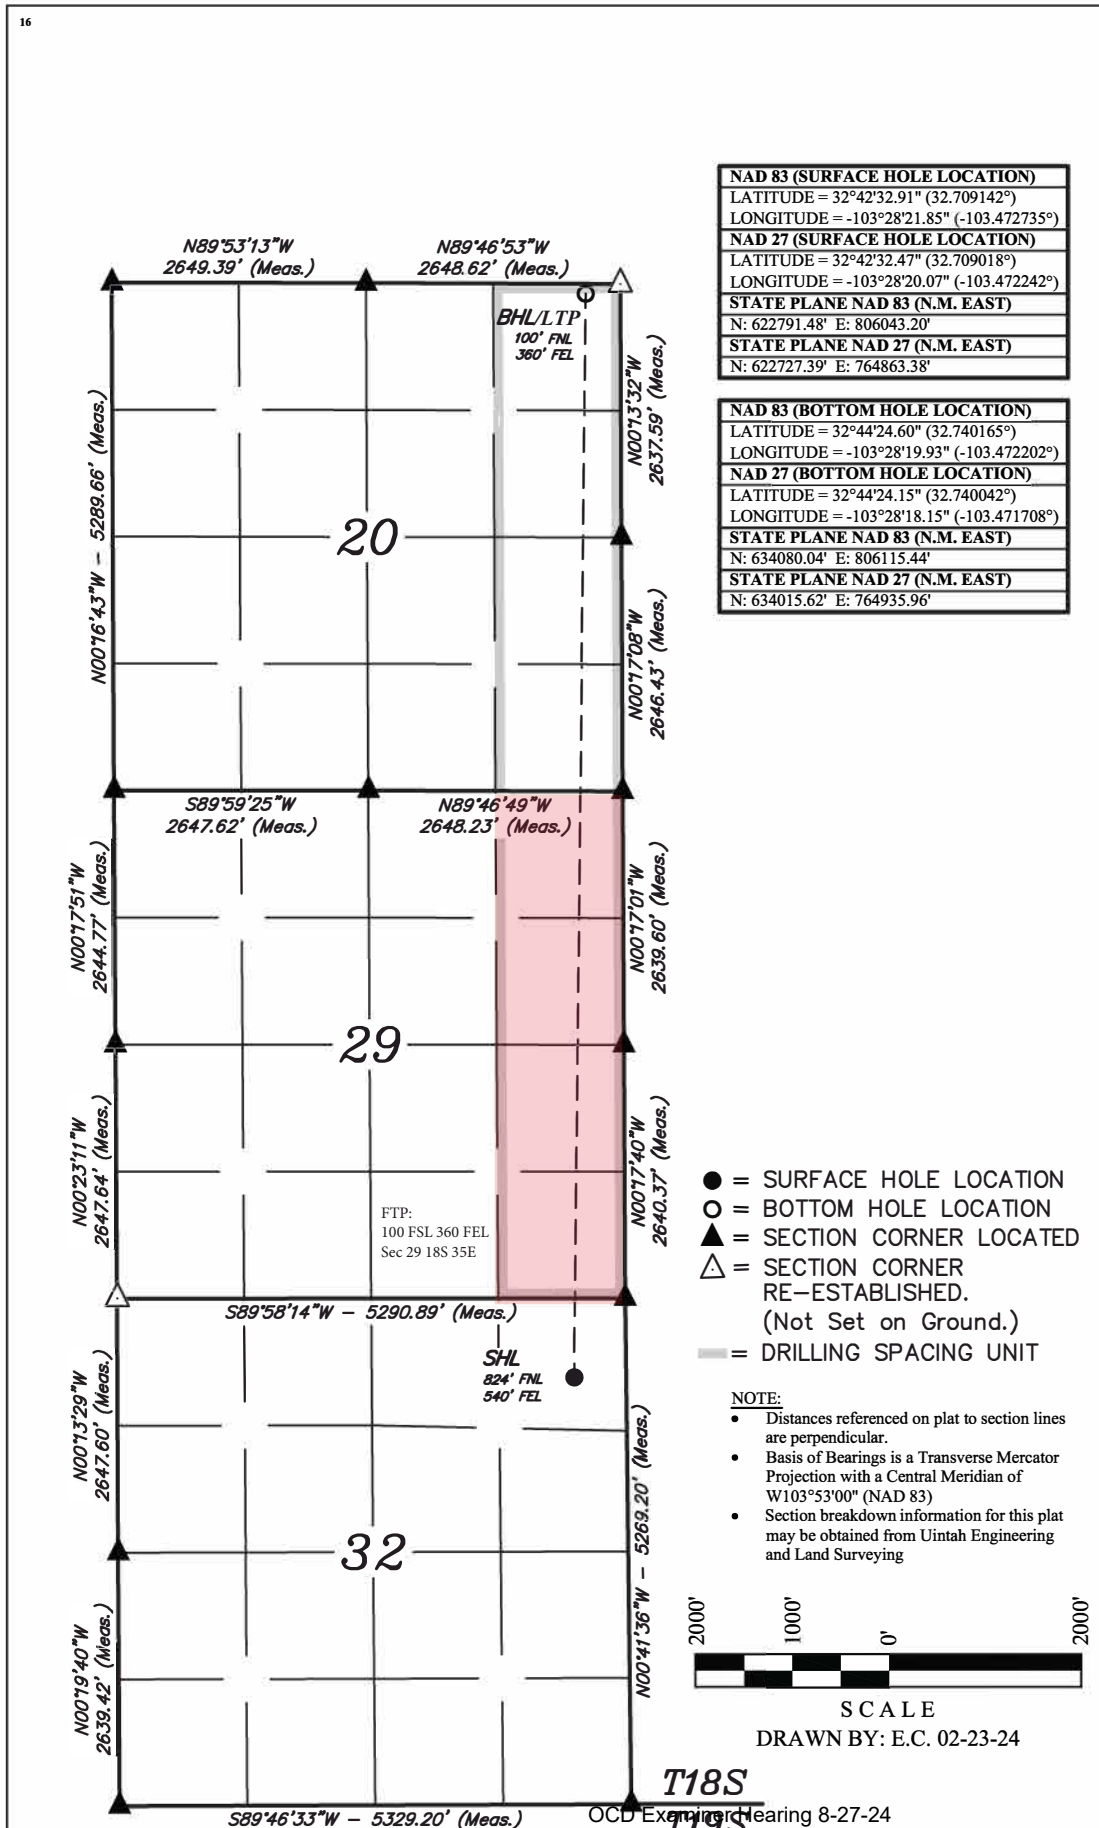 16
NAD 83 (SURFACE HOLE LOCATION)
LATITUDE = 32°42'32.91" (32.709142°)
LONGITUDE = -103°28'21.85" (-103.472735°)
NAD 27 (SURFACE HOLE LOCATION)
LATITUDE = 32°42'32.47" (32.709018°)
LONGITUDE = -103°28'20.07" (-103.472242°)
STATE PLANE NAD 83 (N.M. EAST)
N: 622791.48' E: 806043.20'
STATE PLANE NAD 27 (N.M. EAST)
N: 622727.39' E: 764863.38'
NAD 83 (BOTTOM HOLE LOCATION)
LATITUDE = 32°44'24.60" (32.740165°)
LONGITUDE = -103°28'19.93" (-103.472202°)
NAD 27 (BOTTOM HOLE LOCATION)
LATITUDE = 32°44'24.15" (32.740042°)
LONGITUDE = -103°28'18.15" (-103.471708°)
STATE PLANE NAD 83 (N.M. EAST)
N: 634080.04' E: 806115.44'
STATE PLANE NAD 27 (N.M. EAST)
N: 634015.62' E: 764935.96'
N89°53'13"W
2649.39' (Meas.)
N89°46'53"W
2648.62' (Meas.)
BHL/LTP
100' FNL
360' FEL
N00°13'32"W
2637.59' (Meas.)
N00°16'43"W - 5289.66' (Meas.)
20
N00°17'08"W
2646.43' (Meas.)
S89°59'25"W
2647.62' (Meas.)
N89°46'49"W
2648.23' (Meas.)
N00°17'51"W
2644.77' (Meas.)
N00°17'01"W
2639.60' (Meas.)
29
N00°23'11"W
2647.64' (Meas.)
N00°17'40"W
2640.37' (Meas.)
FTP:
100 FSL 360 FEL
Sec 29 18S 35E
S89°58'14"W - 5290.89' (Meas.)
SHL
824' FNL
540' FEL
N00°13'29"W
2647.60' (Meas.)
N00°41'36"W - 5269.20' (Meas.)
32
N00°19'40"W
2639.42' (Meas.)
S89°46'33"W - 5329.20' (Meas.)
= SURFACE HOLE LOCATION
= BOTTOM HOLE LOCATION
= SECTION CORNER LOCATED
= SECTION CORNER
RE-ESTABLISHED.
(Not Set on Ground.)
= DRILLING SPACING UNIT
NOTE:
• Distances referenced on plat to section lines
are perpendicular.
• Basis of Bearings is a Transverse Mercator
Projection with a Central Meridian of
W103°53'00" (NAD 83)
• Section breakdown information for this plat
may be obtained from Uintah Engineering
and Land Surveying
2000' 1000' 0' 2000'
SCALE
DRAWN BY: E.C. 02-23-24
T18S
T19S
OCD Examiner Hearing 8-27-24